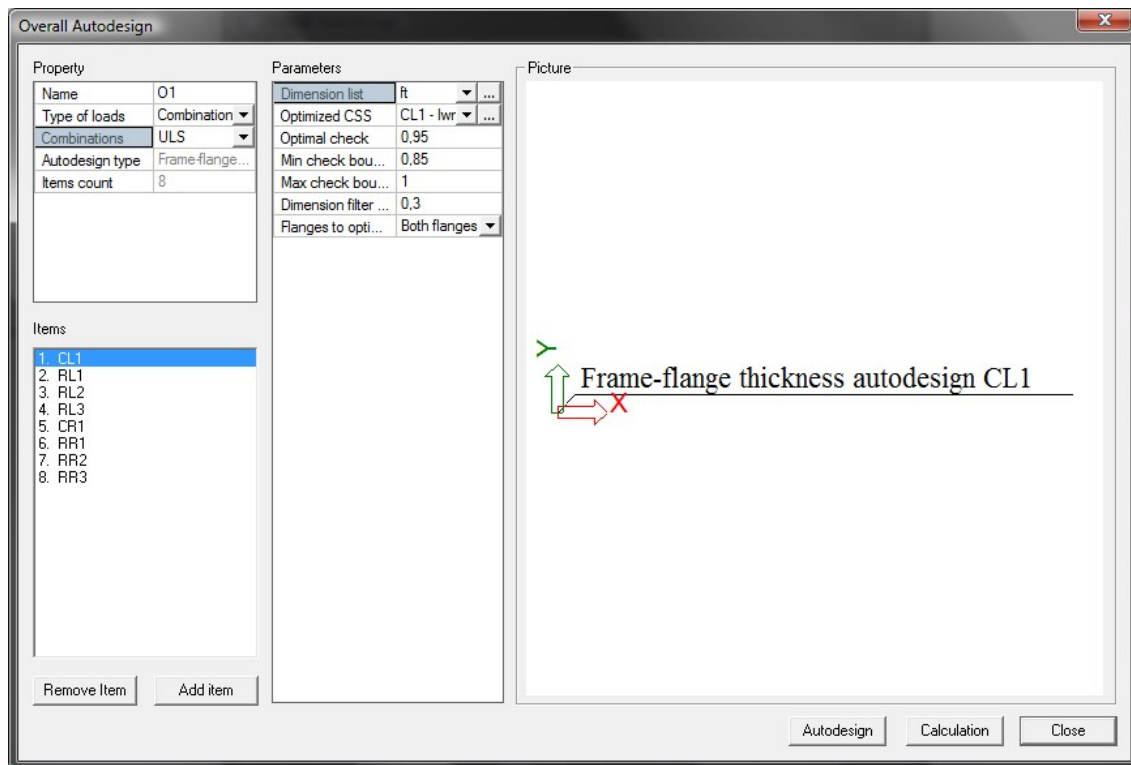 Overall Autodesign
Property
Name O1
Type of loads Combination
Combinations ULS
Autodesign type Frame-flange...
Items count 8
Items
1. CL1
2. RL1
3. RL2
4. RL3
5. CR1
6. RR1
7. RR2
8. RR3
Remove Item Add item
Parameters
Dimension list ft ...
Optimized CSS CL1 - Iwr ...
Optimal check 0,95
Min check bou... 0,85
Max check bou... 1
Dimension filter ... 0,3
Flanges to opti... Both flanges
Picture
Y
Frame-flange thickness autodesign CL1
X
Autodesign Calculation Close